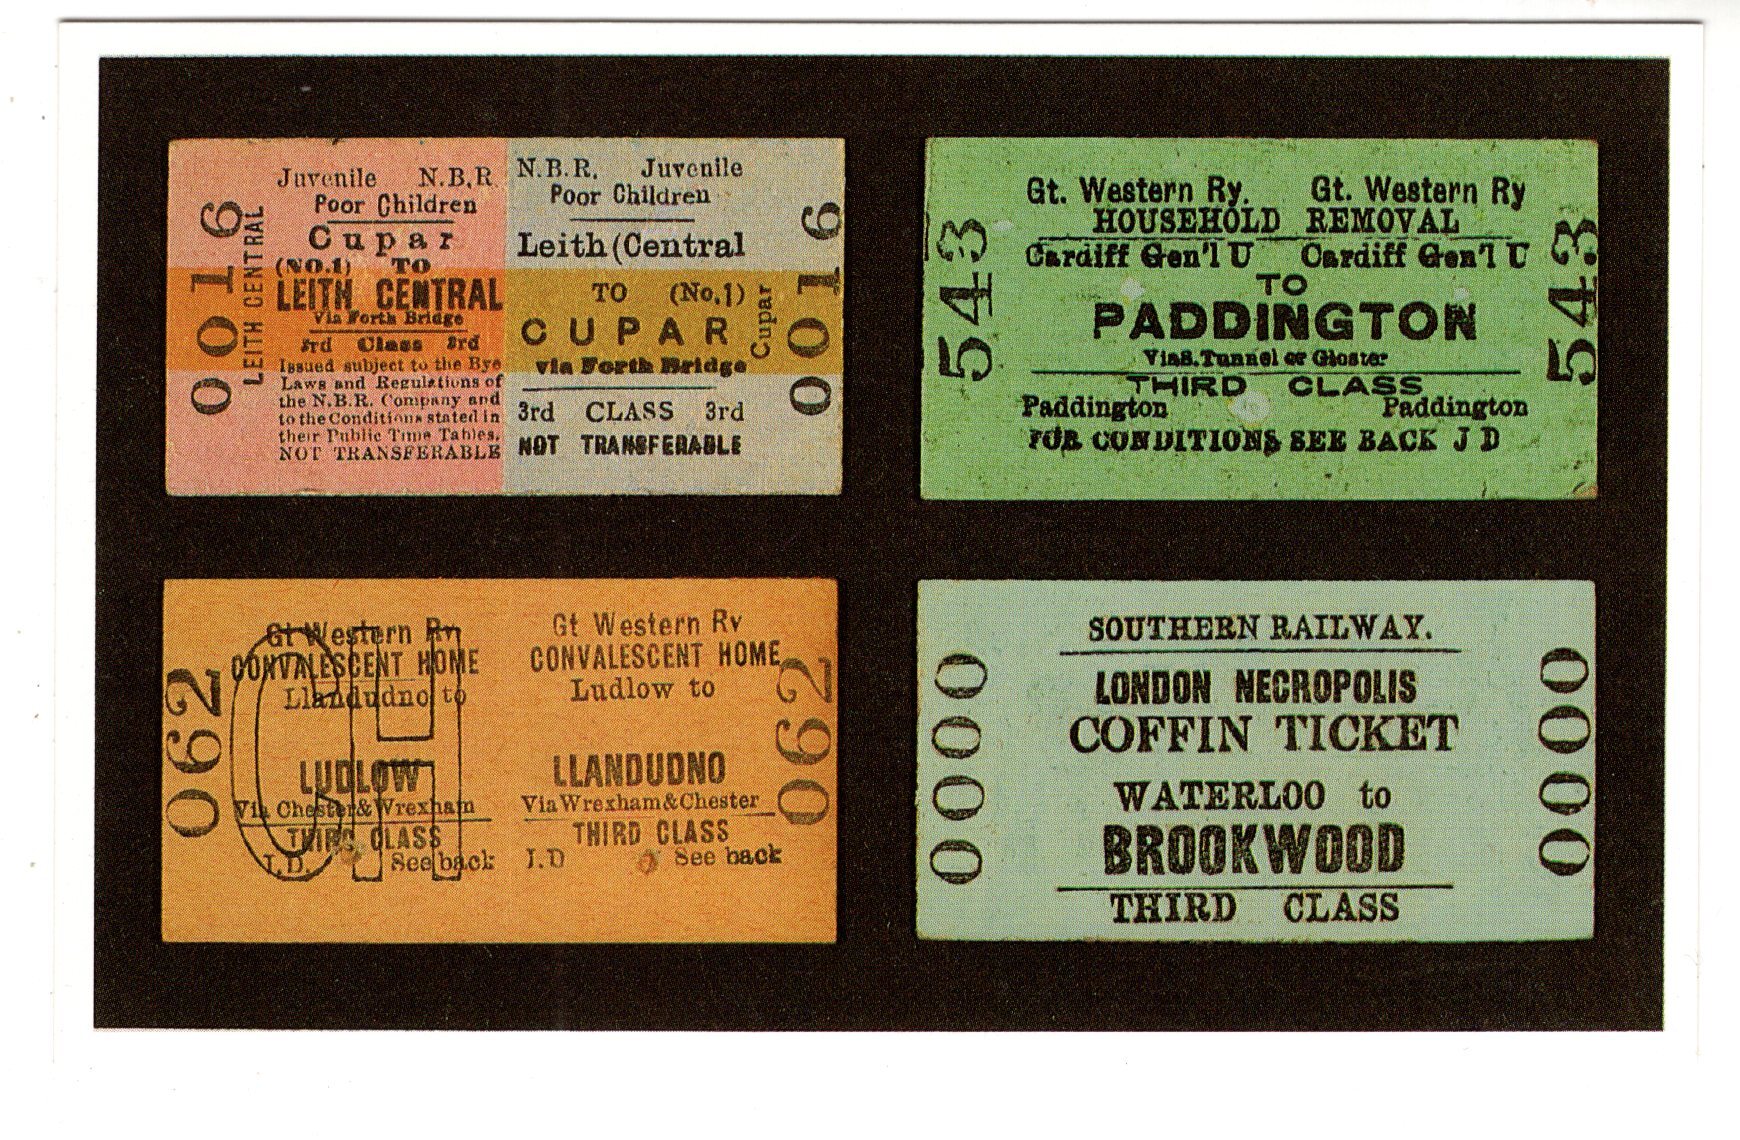 0016
LEITH CENTRAL
Juvenile N.B.R
Poor Children
Cupar
(NO.1) TO
LEITH CENTRAL
Via Forth Bridge
3rd Class 3rd
Issued subject to the Bye
Laws and Regulations of
the N.B.R. Company and
to the Conditions stated in
their Public Time Tables.
NOT TRANSFERABLE
N.B.R. Juvenile
Poor Children
Leith (Central
TO (No.1)
CUPAR
via Forth Bridge
3rd CLASS 3rd
NOT TRANSFERABLE
Cupar
0016
543
Gt. Western Ry. Gt. Western Ry
HOUSEHOLD REMOVAL
Cardiff Gen'l U Cardiff Gen'l U
TO
PADDINGTON
Via S. Tunnel or Gloster
THIRD CLASS
Paddington Paddington
FOR CONDITIONS SEE BACK J D
543
062
Gt Western Ry
CONVALESCENT HOME
Llandudno to
LUDLOW
Via Chester & Wrexham
THIRD CLASS
J.D. See back
CH
Gt Western Ry
CONVALESCENT HOME
Ludlow to
LLANDUDNO
Via Wrexham & Chester
THIRD CLASS
J.D See back
062
0000
SOUTHERN RAILWAY.
LONDON NECROPOLIS
COFFIN TICKET
WATERLOO to
BROOKWOOD
THIRD CLASS
0000